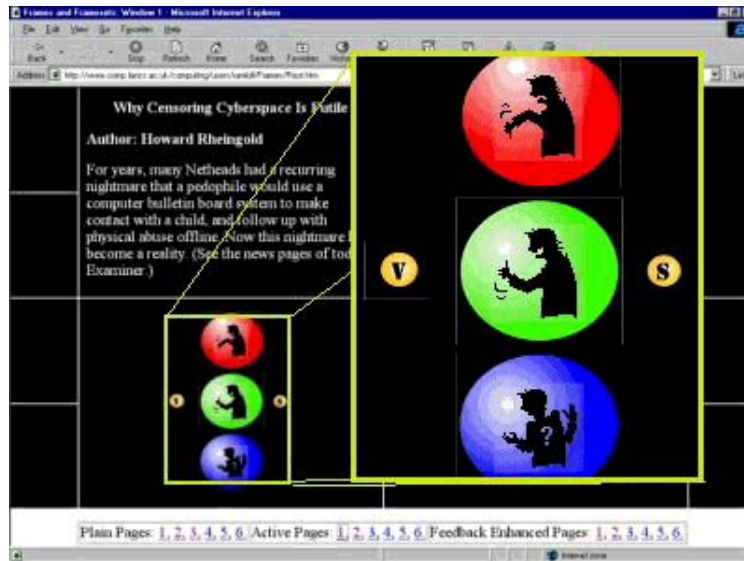 Frames and Framesets: Window 1 - Microsoft Internet Explorer
File Edit View Go Favorites Help
Back Stop Refresh Home Search Favorites
Address
Why Censoring Cyberspace Is Futile
Author: Howard Rheingold
For years, many Netheads had a recurring
nightmare that a pedophile would use a
computer bulletin board system to make
contact with a child, and follow up with
physical abuse offline. Now this nightmare
become a reality. (See the news pages of
Examiner.)
V S
?
V S
Plain Pages: 1, 2, 3, 4, 5, 6. Active Pages: 1, 2, 3, 4, 5, 6. Feedback Enhanced Pages: 1, 2, 3, 4, 5, 6.
Internet zone